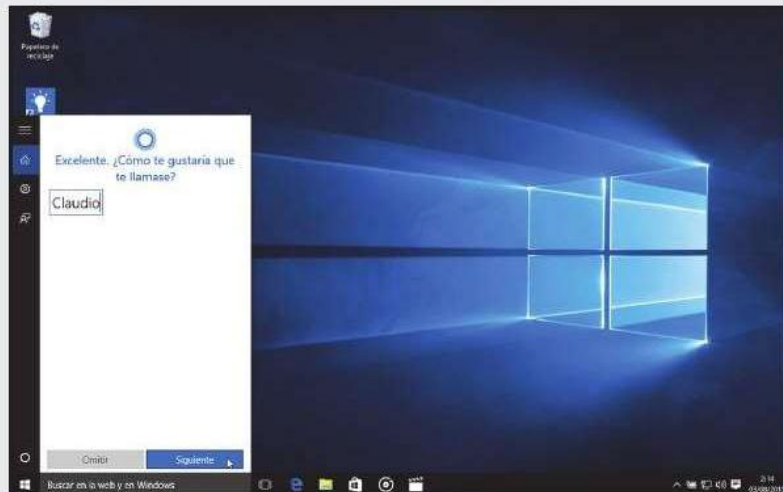 Papelera de
reciclaje
Excelente. ¿Cómo te gustaría que
te llamase?
Claudio
Omitir
Siguiente
Buscar en la web y en Windows